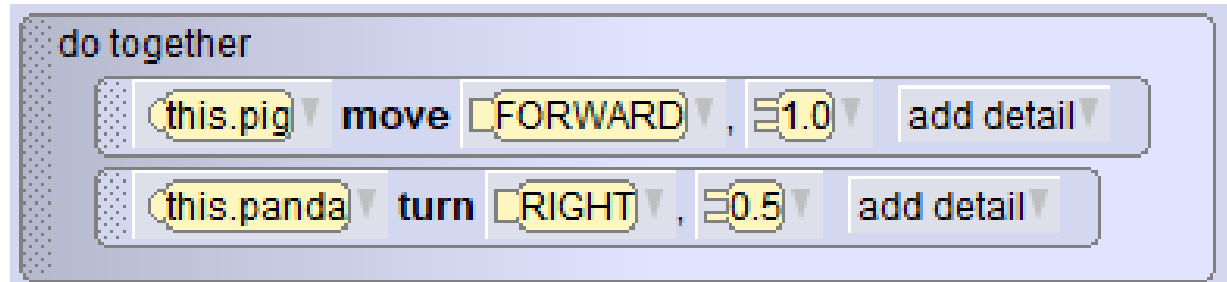 do together
this.pig move FORWARD , 1.0 add detail
this.panda turn RIGHT , 0.5 add detail